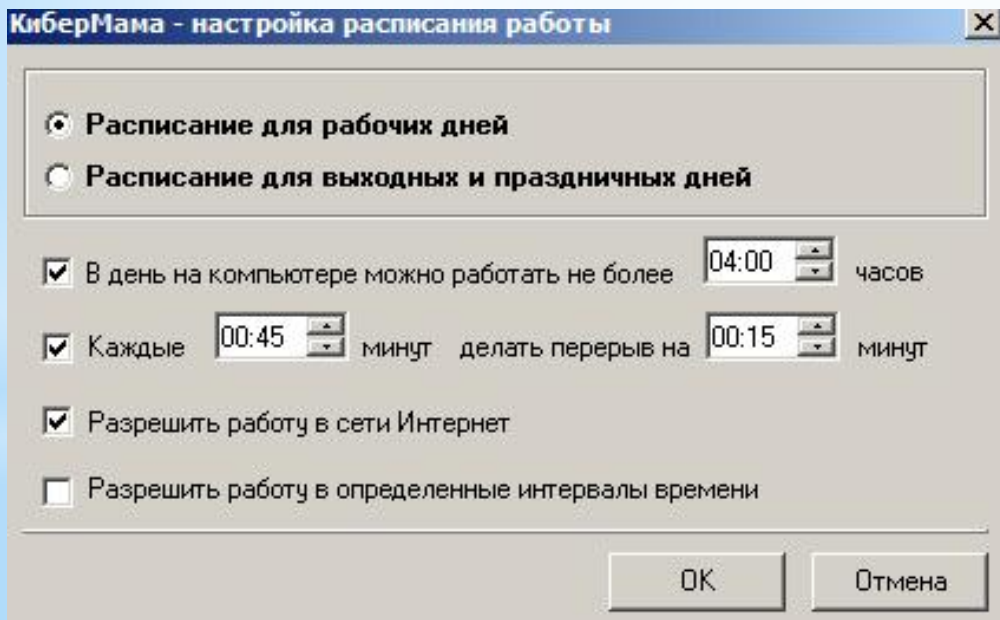 КиберМама - настройка расписания работы
Расписание для рабочих дней
Расписание для выходных и праздничных дней
В день на компьютере можно работать не более 04:00 часов
Каждые 00:45 минут делать перерыв на 00:15 минут
Разрешить работу в сети Интернет
Разрешить работу в определенные интервалы времени
OK Отмена